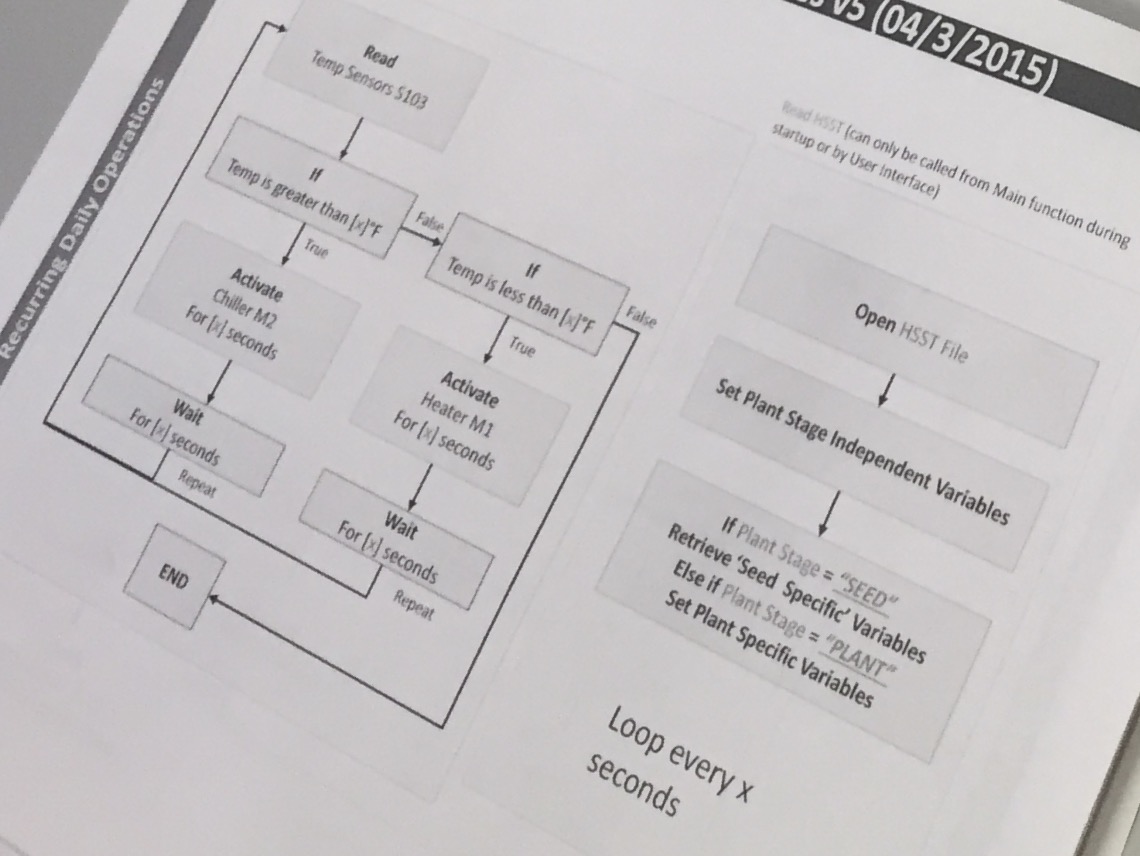 v5 (04/3/2015)
Recurring Daily Operations
Read
Temp Sensors S103
If
Temp is greater than [x]°F
False
True
If
Temp is less than [x]°F
False
True
Activate
Chiller M2
For [x] seconds
Activate
Heater M1
For [x] seconds
Wait
For [x] seconds
Repeat
Wait
For [x] seconds
Repeat
END
Read HSST (can only be called from Main function during
startup or by User Interface)
Open HSST File
Set Plant Stage Independent Variables
If Plant Stage = “SEED”
Retrieve ‘Seed Specific’ Variables
Else if Plant Stage = “PLANT”
Set Plant Specific Variables
Loop every x
seconds